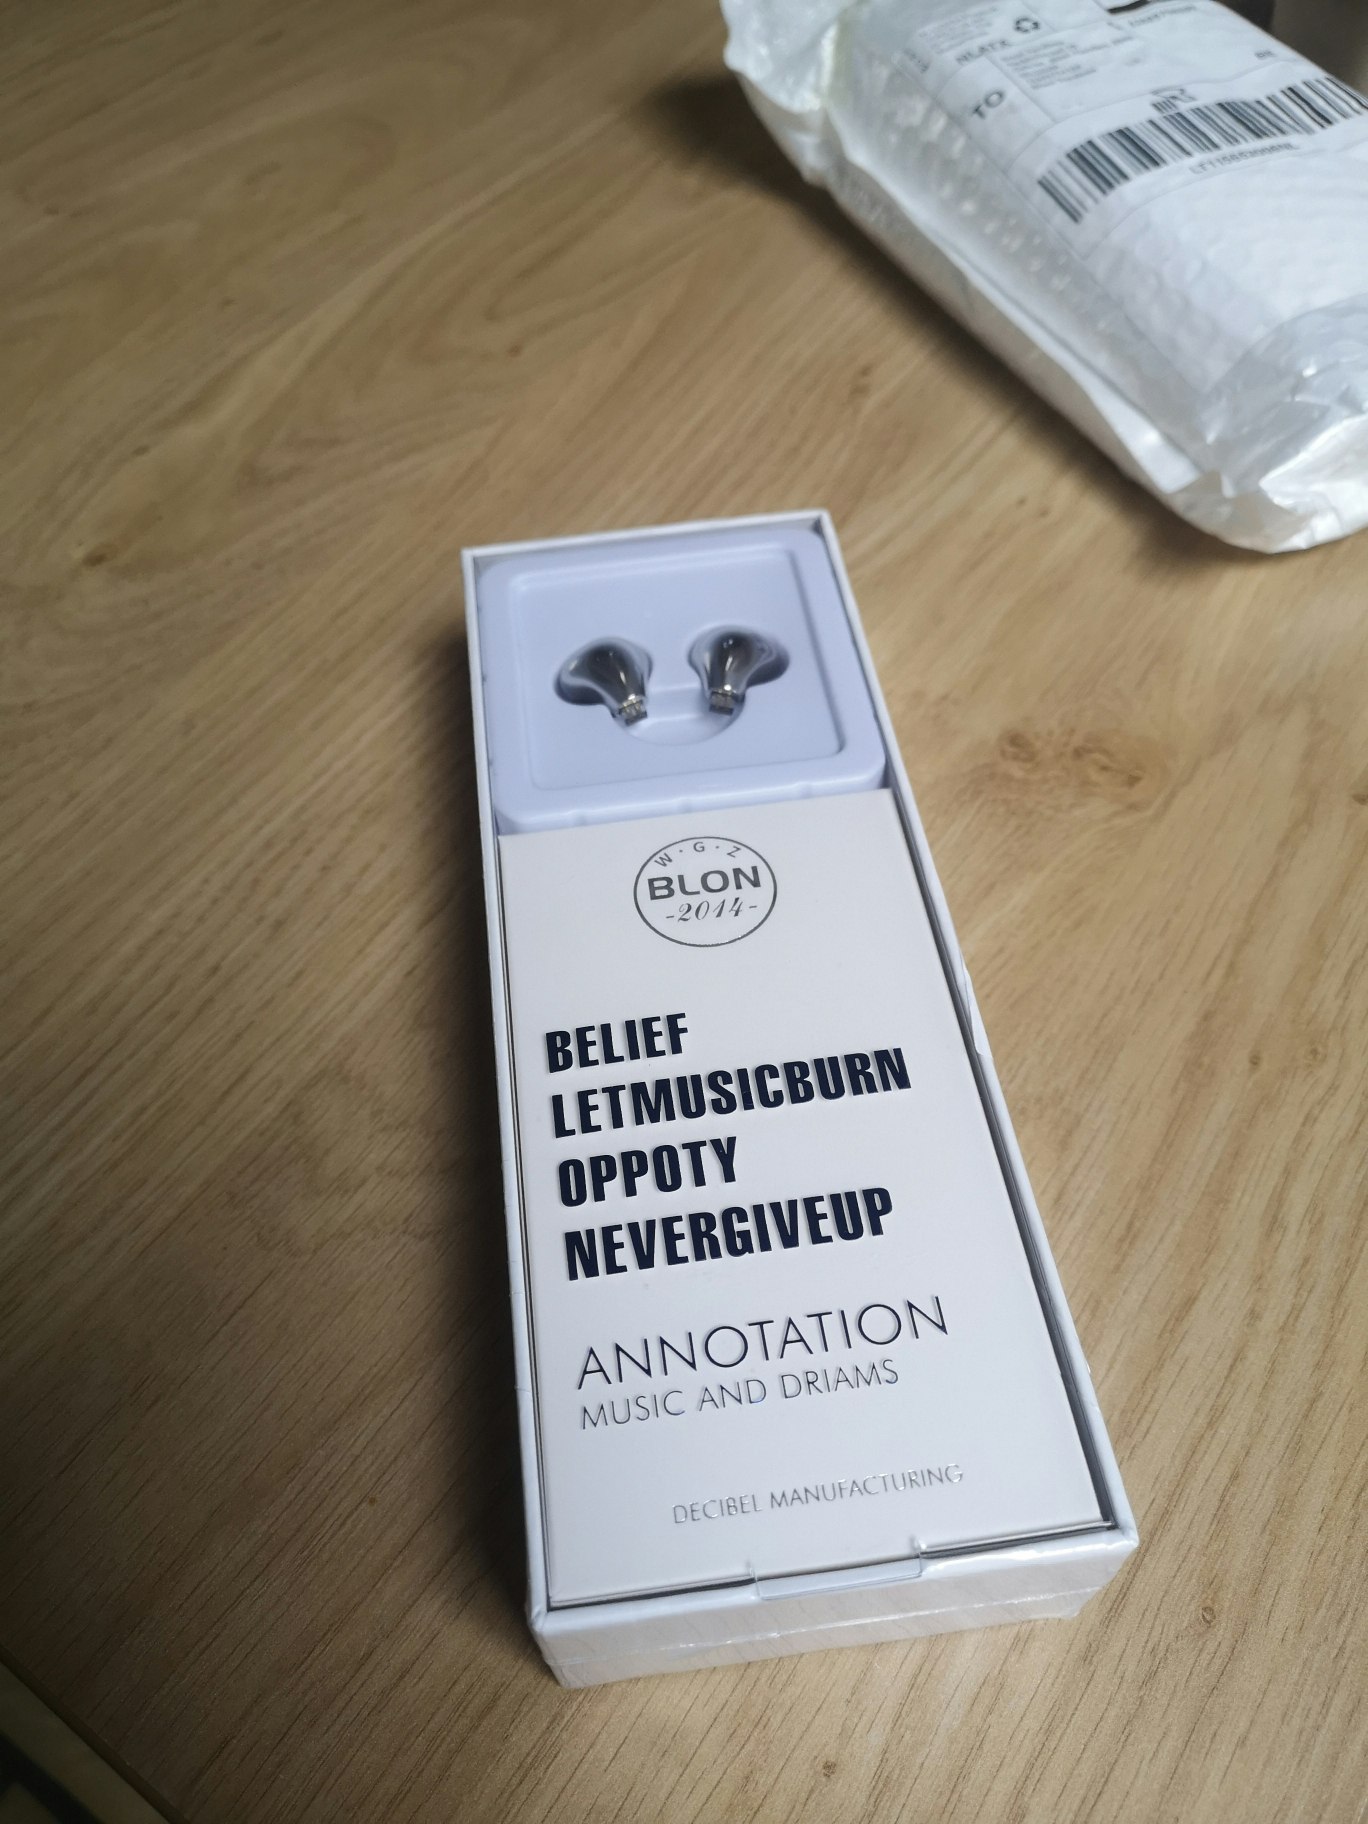 TO
W·G·Z
BLON
-2014-
BELIEF
LETMUSICBURN
OPPOTY
NEVERGIVEUP
ANNOTATION
MUSIC AND DRIAMS
DECIBEL MANUFACTURING